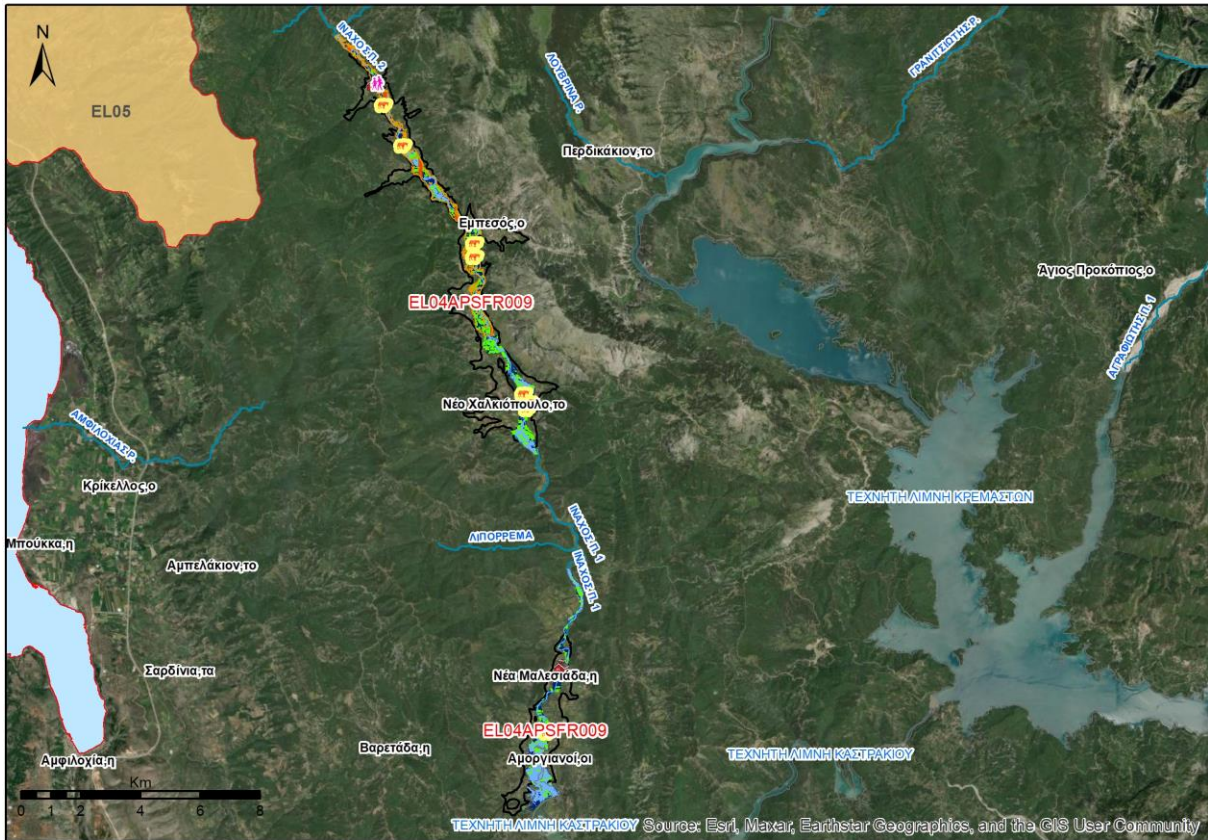 N
EL05
ΙΝΑΧΟΣ Π. 2
ΛΟΥΒΡΙΝΑ Ρ.
ΓΡΑΝΙΤΣΙΩΤΗΣ Ρ.
Περδικάκιον,το
Εμπεσός,ο
Άγιος Προκόπιος,ο
EL04APSFR009
ΑΓΡΑΦΙΩΤΗΣ Π. 1
Νέο Χαλκιόπουλο,το
ΑΜΦΙΛΟΧΙΑΣ Ρ.
Κρίκελλος,ο
ΤΕΧΝΗΤΗ ΛΙΜΝΗ ΚΡΕΜΑΣΤΩΝ
ΙΝΑΧΟΣ Π. 1
Μπούκκα,η
ΛΙΠΟΡΡΕΜΑ
Αμπελάκιον,το
ΙΝΑΧΟΣ Π. 1
Σαρδίνια,τα
Νέα Μαλεσιάδα,η
EL04APSFR009
Βαρετάδα,η
ΤΕΧΝΗΤΗ ΛΙΜΝΗ ΚΑΣΤΡΑΚΙΟΥ
Αμφιλοχία,η
Αμοργιανοί,οι
Km
0 1 2 4 6 8
ΤΕΧΝΗΤΗ ΛΙΜΝΗ ΚΑΣΤΡΑΚΙΟΥ
Source: Esri, Maxar, Earthstar Geographics, and the GIS User Community